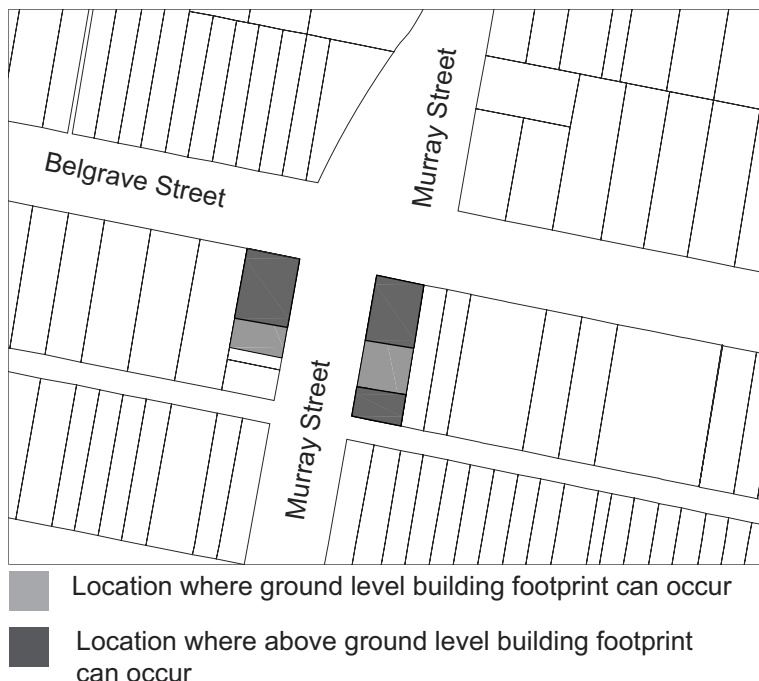 Murray Street
Belgrave Street
Murray Street
Location where ground level building footprint can occur
Location where above ground level building footprint
can occur